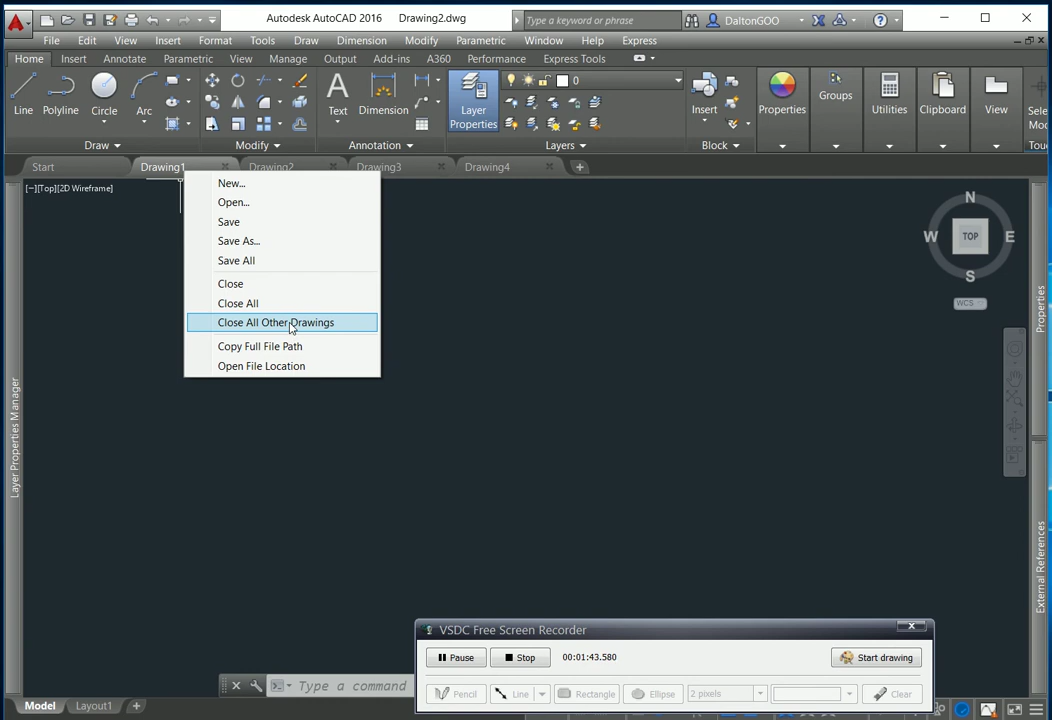 Autodesk AutoCAD 2016 Drawing2.dwg
Type a keyword or phrase
DaltonGOO
File Edit View Insert Format Tools Draw Dimension Modify Parametric Window Help Express
Home Insert Annotate Parametric View Manage Output Add-ins A360 Performance Express Tools
Line Polyline Circle Arc
Text Dimension
Layer
Properties
0
Insert
Properties
Groups
Utilities
Clipboard
View
Draw Modify Annotation Layers Block
Start Drawing1 Drawing2 Drawing3 Drawing4
[−][Top][2D Wireframe]
New...
Open...
Save
Save As...
Save All
Close
Close All
Close All Other Drawings
Copy Full File Path
Open File Location
N
W TOP E
S
WCS
Properties
External References
Layer Properties Manager
VSDC Free Screen Recorder
Pause Stop 00:01:43.580 Start drawing
Pencil Line Rectangle Ellipse 2 pixels Clear
Type a command
Model Layout1